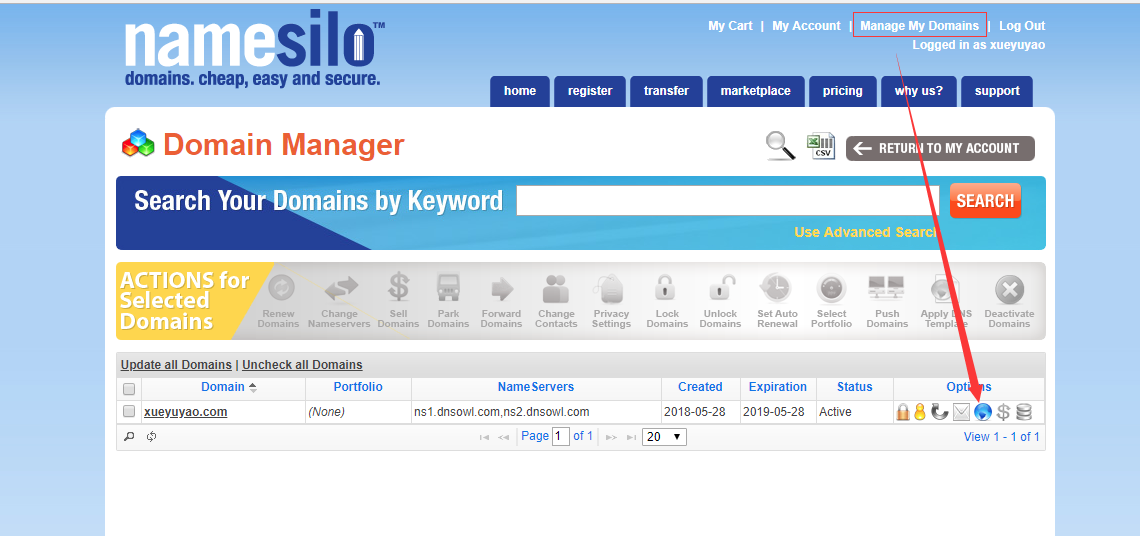 namesilo™
domains. cheap, easy and secure.
My Cart | My Account | Manage My Domains | Log Out
Logged in as xueyuyao
home register transfer marketplace pricing why us? support
Domain Manager
CSV
RETURN TO MY ACCOUNT
Search Your Domains by Keyword
SEARCH
Use Advanced Search
ACTIONS for
Selected
Domains
Renew
Domains
Change
Nameservers
Sell
Domains
Park
Domains
Forward
Domains
Change
Contacts
Privacy
Settings
Lock
Domains
Unlock
Domains
Set Auto
Renewal
Select
Portfolio
Push
Domains
Apply DNS
Template
Deactivate
Domains
Update all Domains | Uncheck all Domains
Domain Portfolio NameServers Created Expiration Status Options
xueyuyao.com (None) ns1.dnsowl.com,ns2.dnsowl.com 2018-05-28 2019-05-28 Active
Page 1 of 1 20 View 1 - 1 of 1